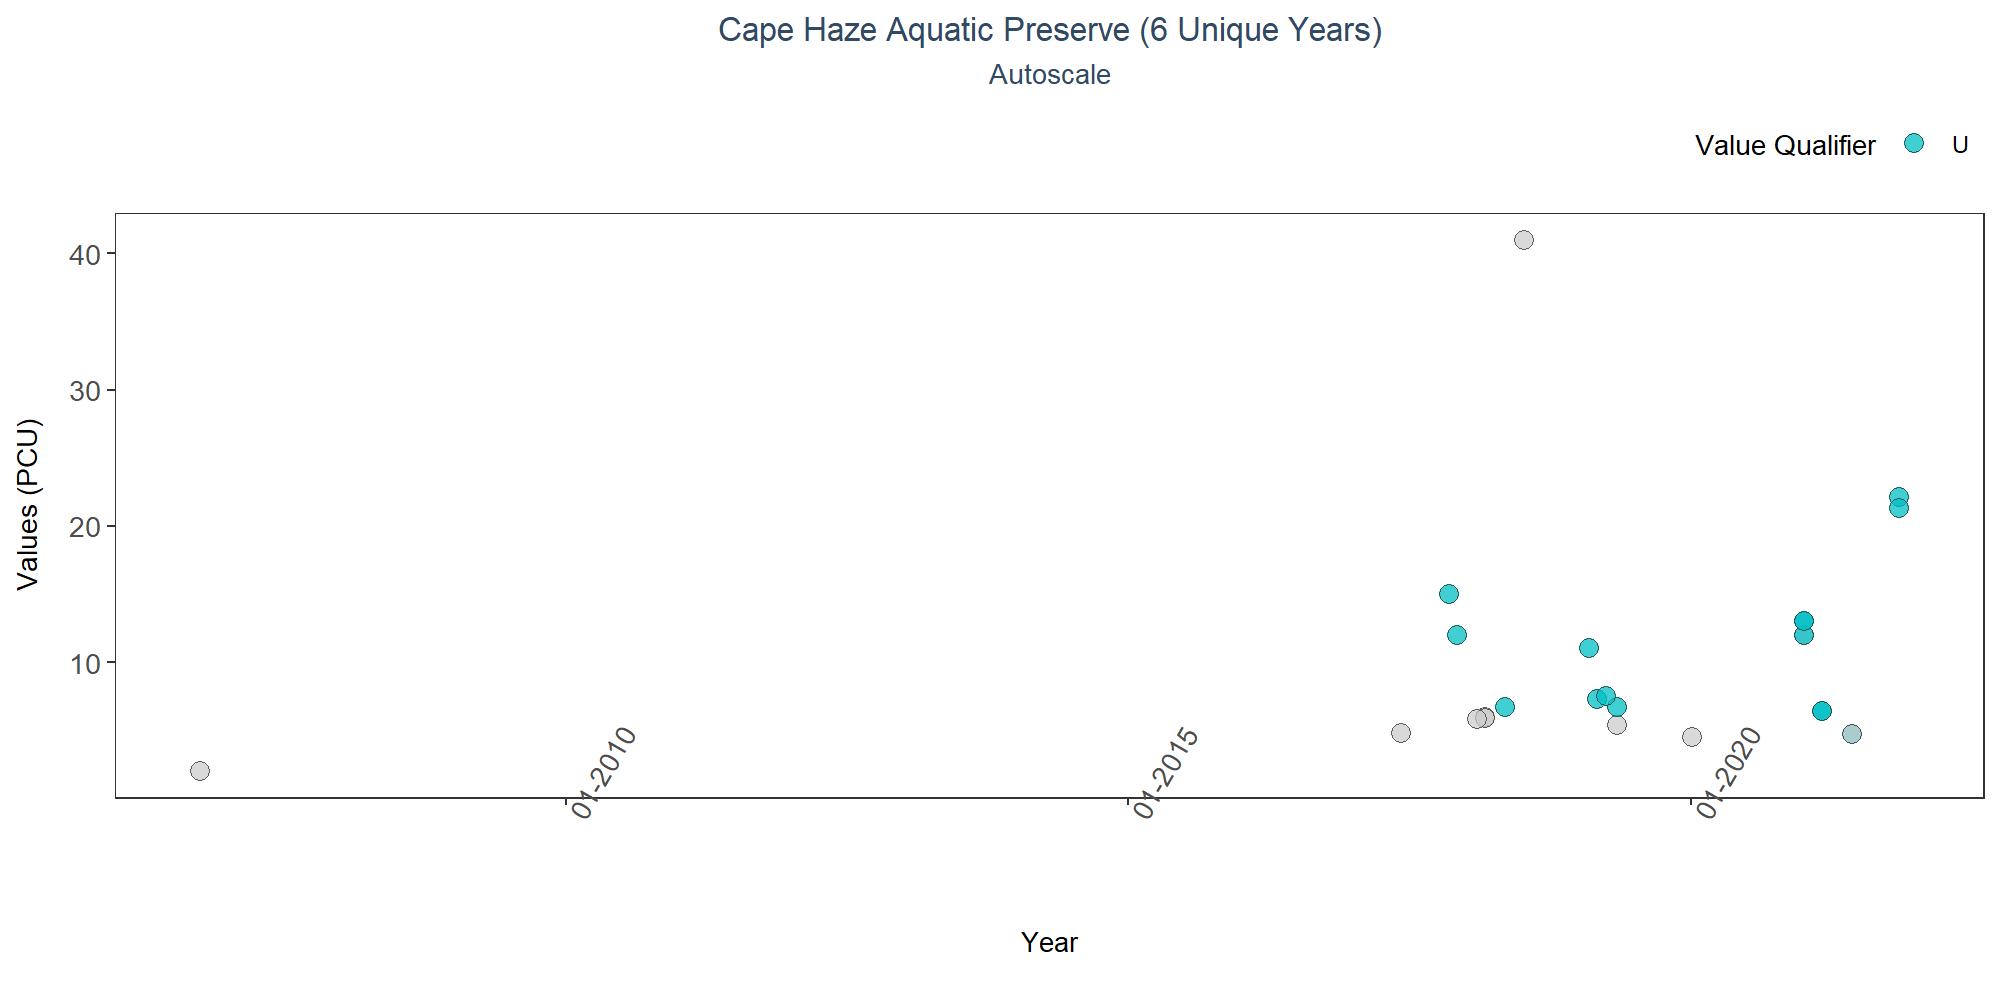 Cape Haze Aquatic Preserve (6 Unique Years)
Autoscale
Value Qualifier U
40
30
20
10
Values (PCU)
01-2010
01-2015
01-2020
Year